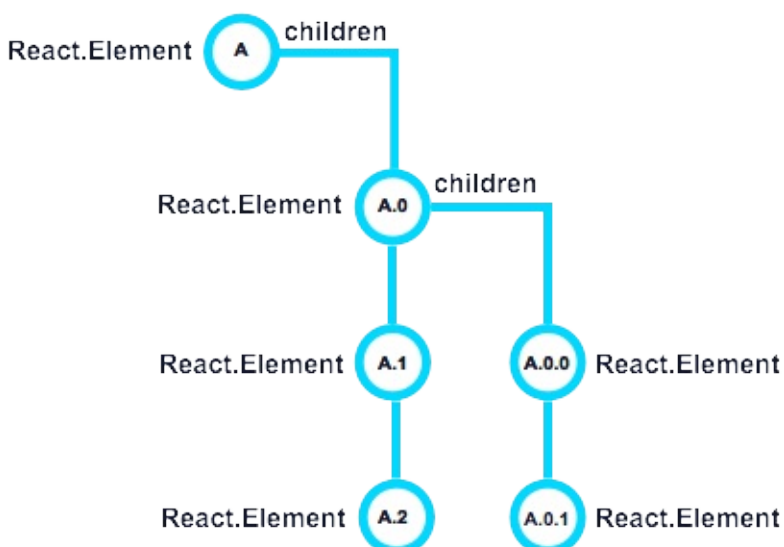 children
React.Element A
children
React.Element A.0
React.Element A.1 A.0.0 React.Element
React.Element A.2 A.0.1 React.Element